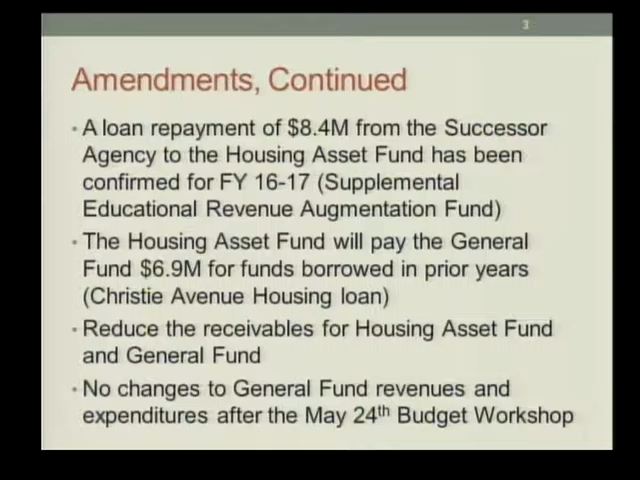 3
Amendments, Continued
• A loan repayment of $8.4M from the Successor
Agency to the Housing Asset Fund has been
confirmed for FY 16-17 (Supplemental
Educational Revenue Augmentation Fund)
• The Housing Asset Fund will pay the General
Fund $6.9M for funds borrowed in prior years
(Christie Avenue Housing loan)
• Reduce the receivables for Housing Asset Fund
and General Fund
• No changes to General Fund revenues and
expenditures after the May 24th Budget Workshop